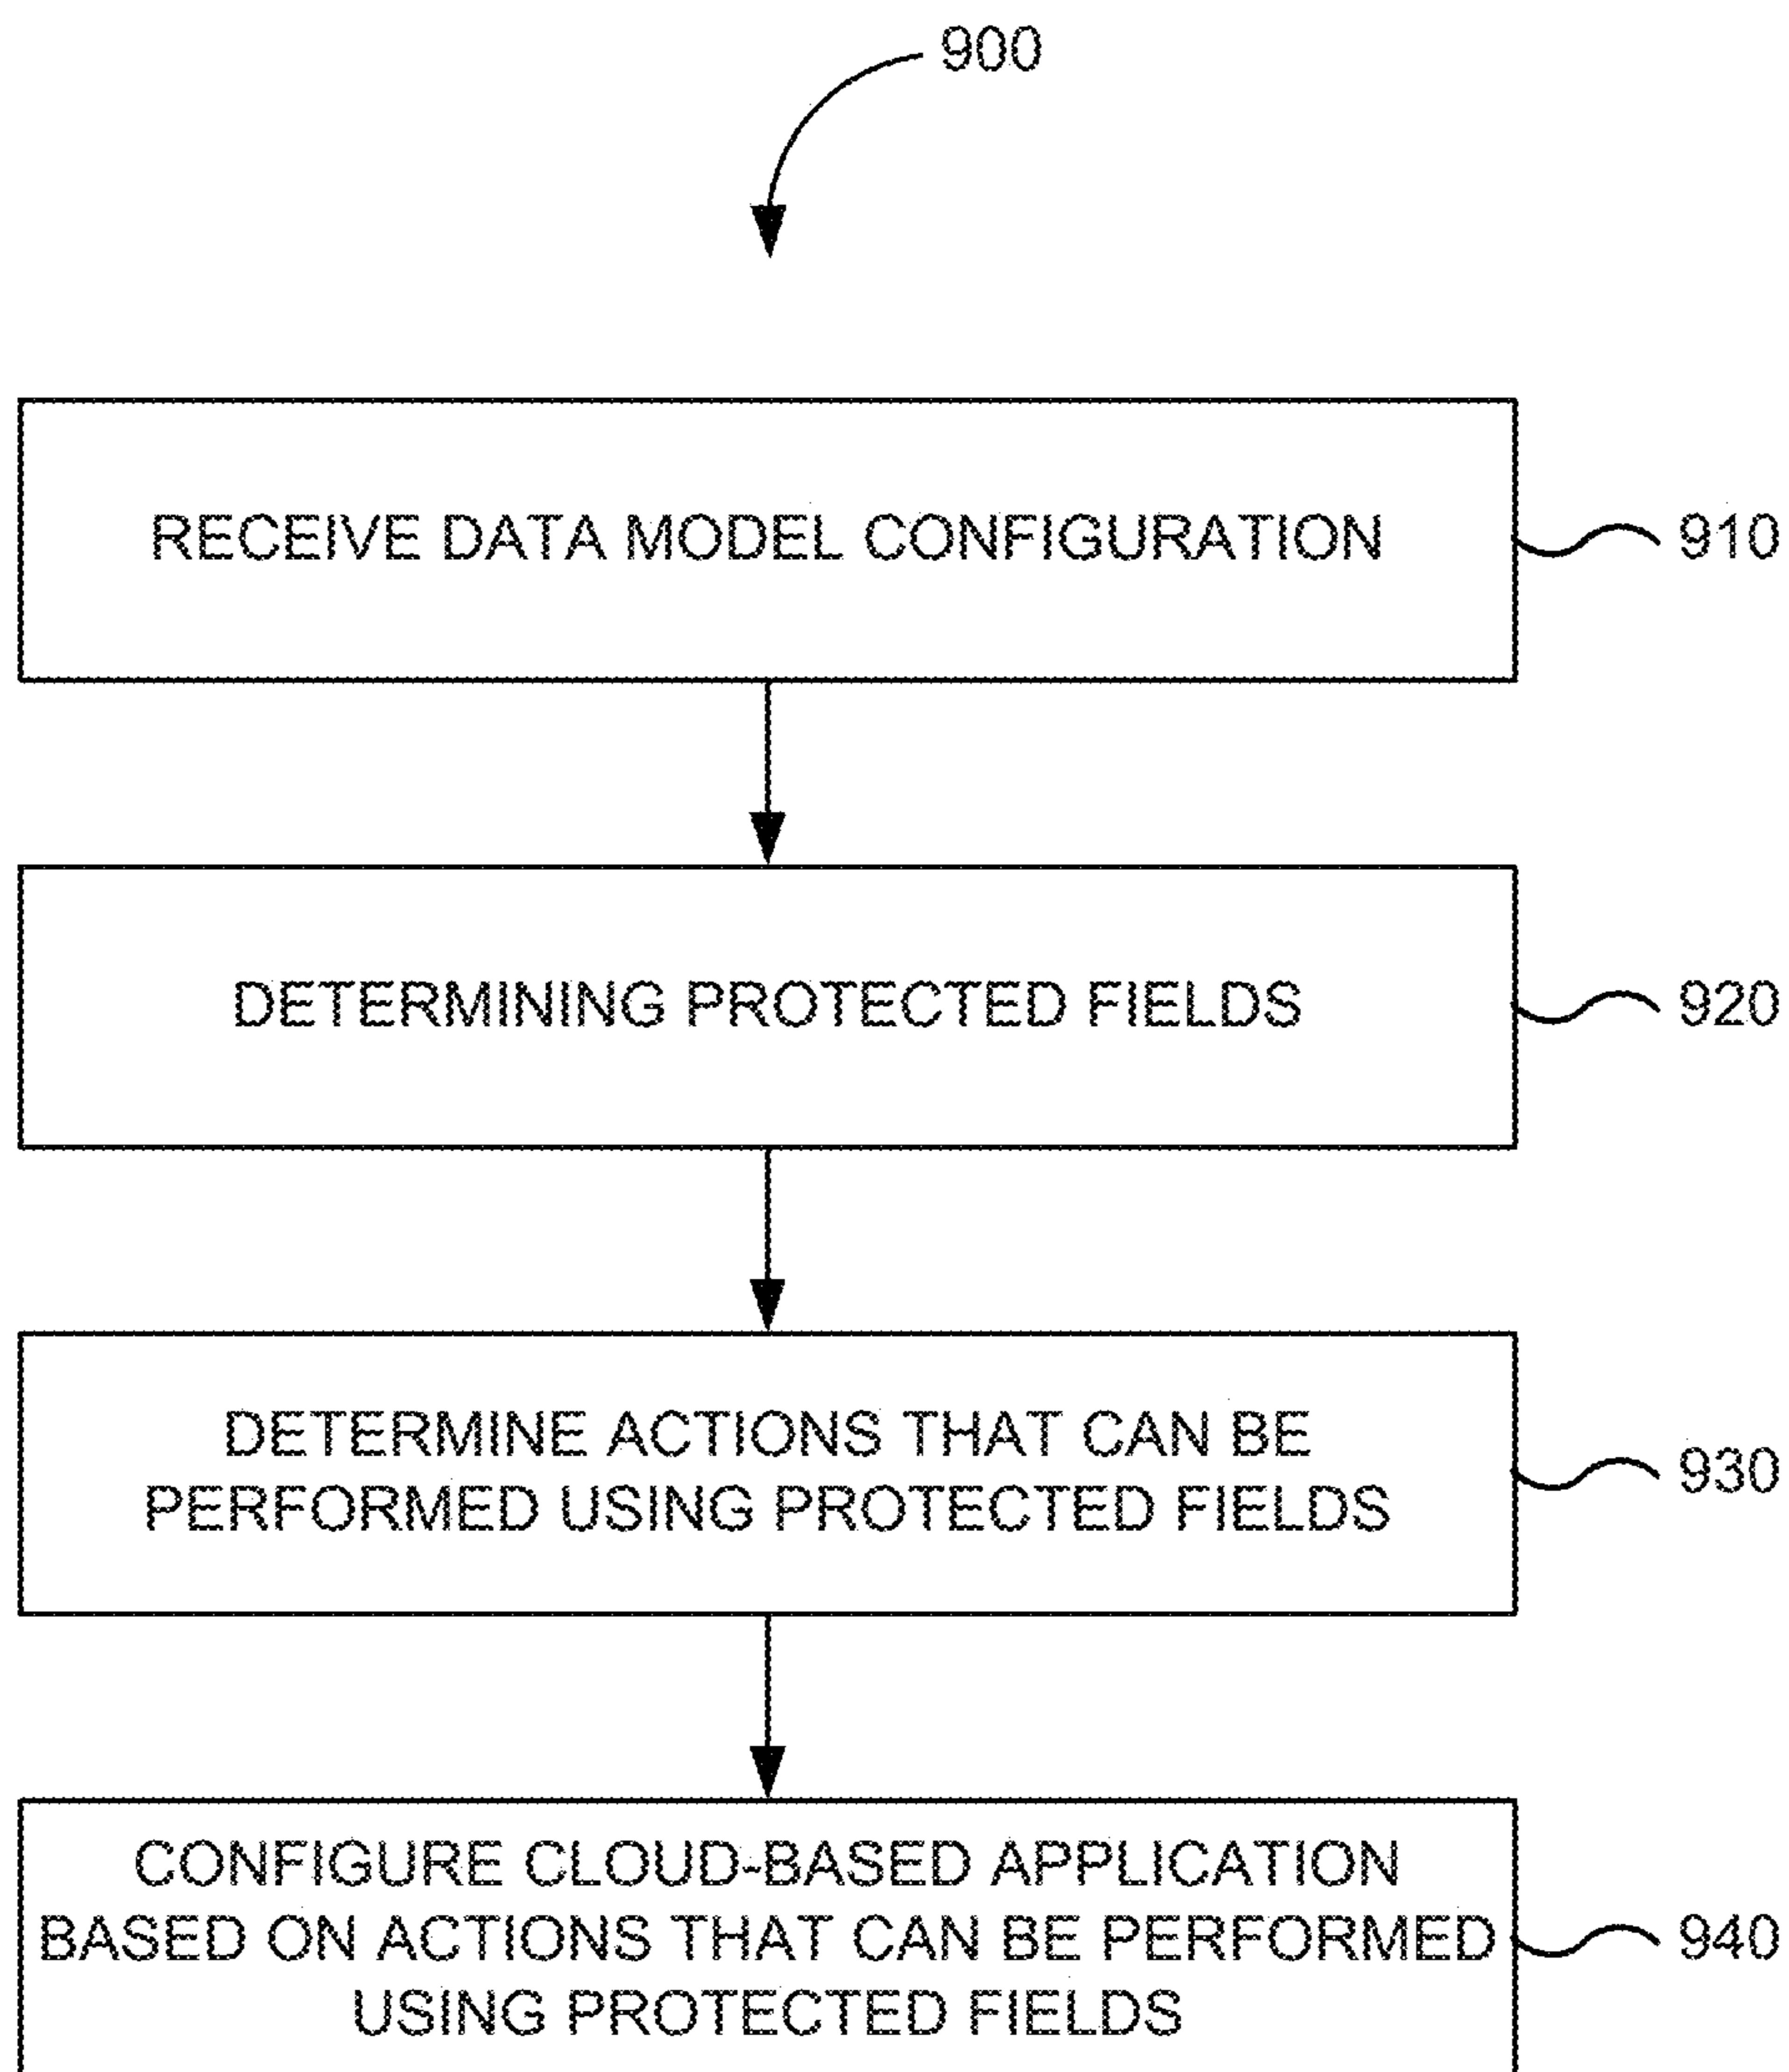 900
RECEIVE DATA MODEL CONFIGURATION
910
DETERMINING PROTECTED FIELDS
920
DETERMINE ACTIONS THAT CAN BE
PERFORMED USING PROTECTED FIELDS
930
CONFIGURE CLOUD-BASED APPLICATION
BASED ON ACTIONS THAT CAN BE PERFORMED
USING PROTECTED FIELDS
940